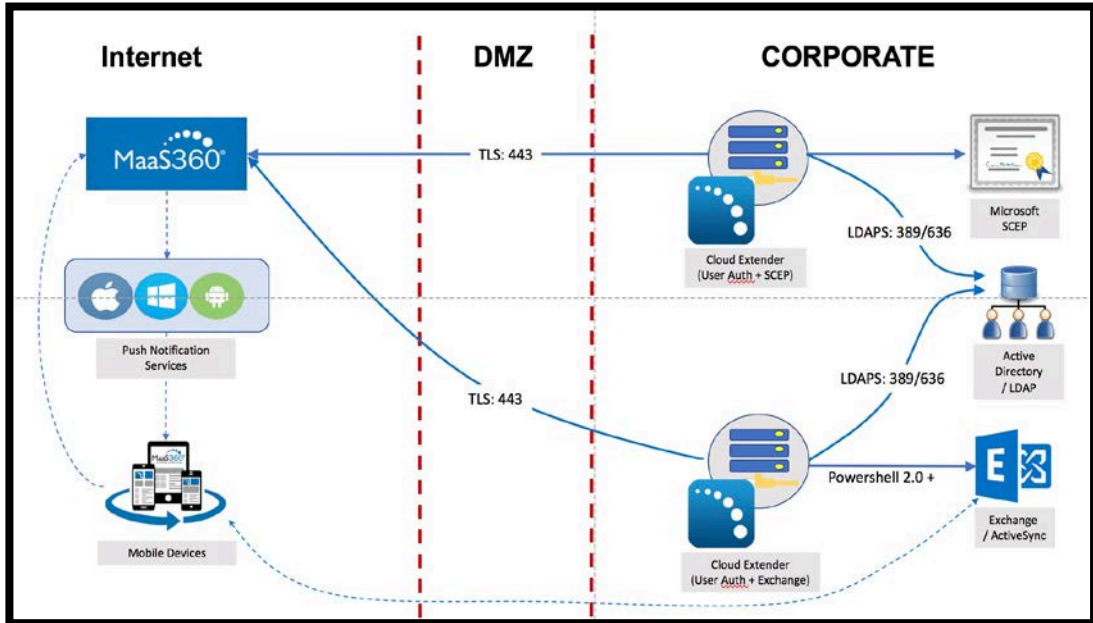 Internet
DMZ
CORPORATE
MaaS360®
TLS: 443
Microsoft
SCEP
LDAPS: 389/636
Cloud Extender
(User Auth + SCEP)
Push Notification
Services
Active
Directory
/ LDAP
LDAPS: 389/636
TLS: 443
MaaS360
Powershell 2.0 +
E
Exchange
/ ActiveSync
Mobile Devices
Cloud Extender
(User Auth + Exchange)